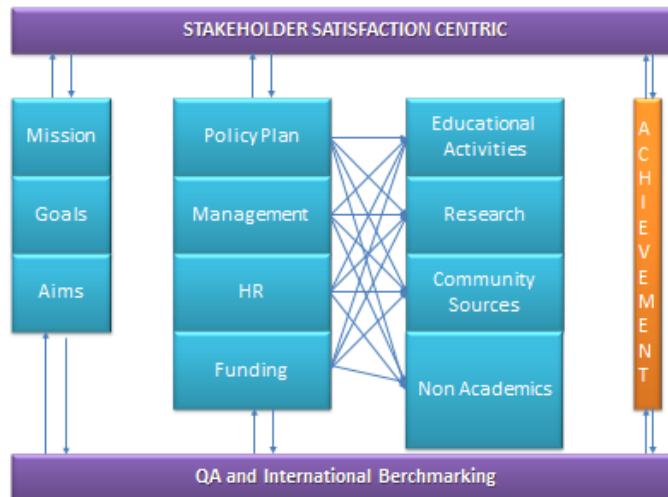 STAKEHOLDER SATISFACTION CENTRIC
Mission
Goals
Aims
Policy Plan
Management
HR
Funding
Educational
Activities
Research
Community
Sources
Non Academics
ACHIEVEMENT
QA and International Berchmarking